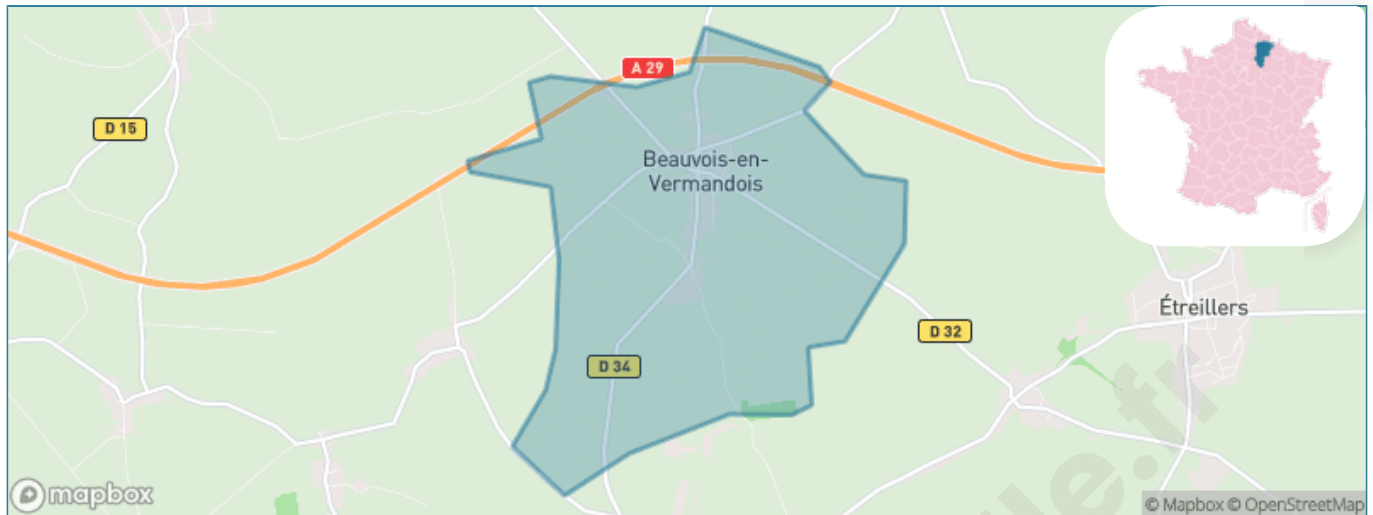 A 29
D 15
Beauvois-en-
Vermandois
Étreillers
D 32
D 34
mapbox
© Mapbox © OpenStreetMap